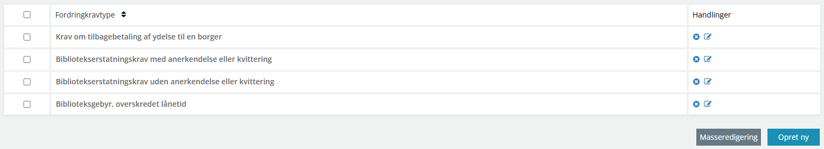 Fordringkravtype Handlinger
Krav om tilbagebetaling af ydelse til en borger
Bibliotekserstatningskrav med anerkendelse eller kvittering
Bibliotekserstatningskrav uden anerkendelse eller kvittering
Biblioteksgebyr, overskredet lånetid
Masseredigering Opret ny